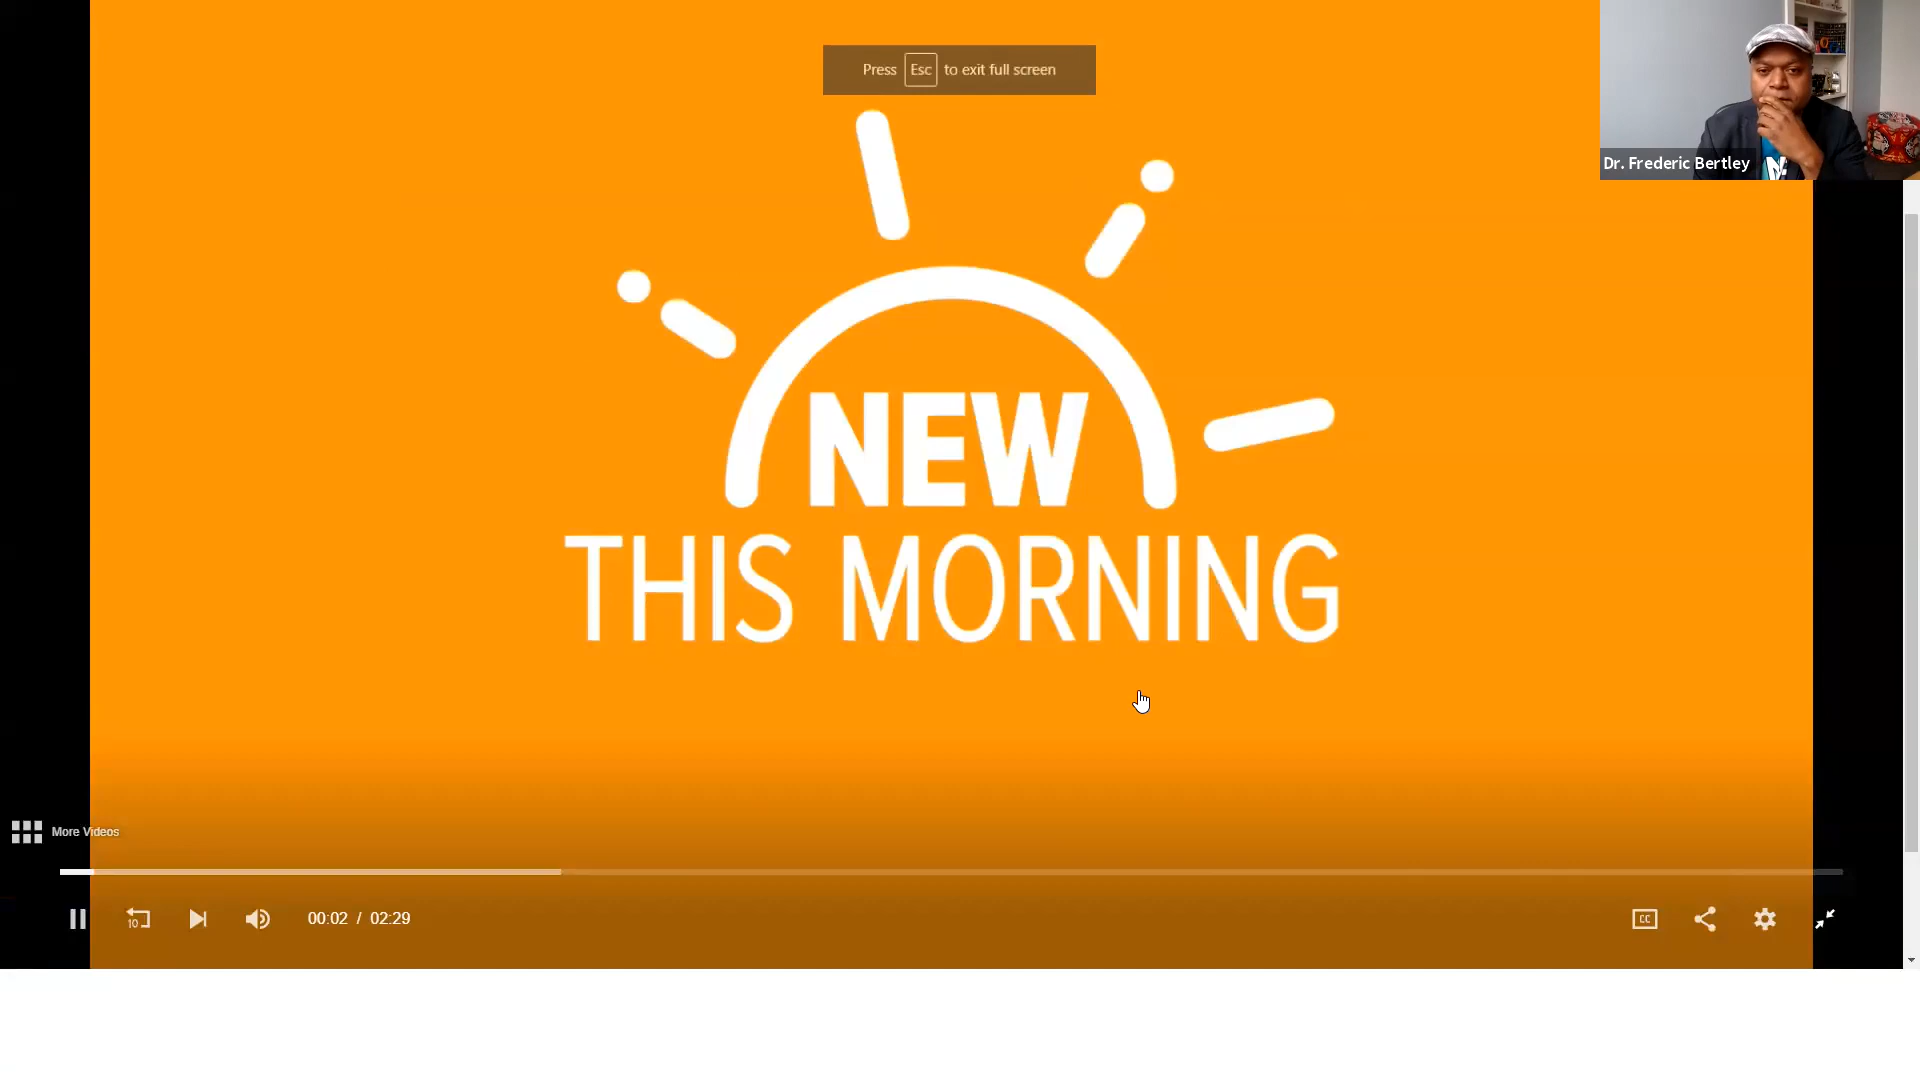 Press Esc to exit full screen
Dr. Frederic Bertley
NEW
THIS MORNING
More Videos
10
00:02 / 02:29
CC